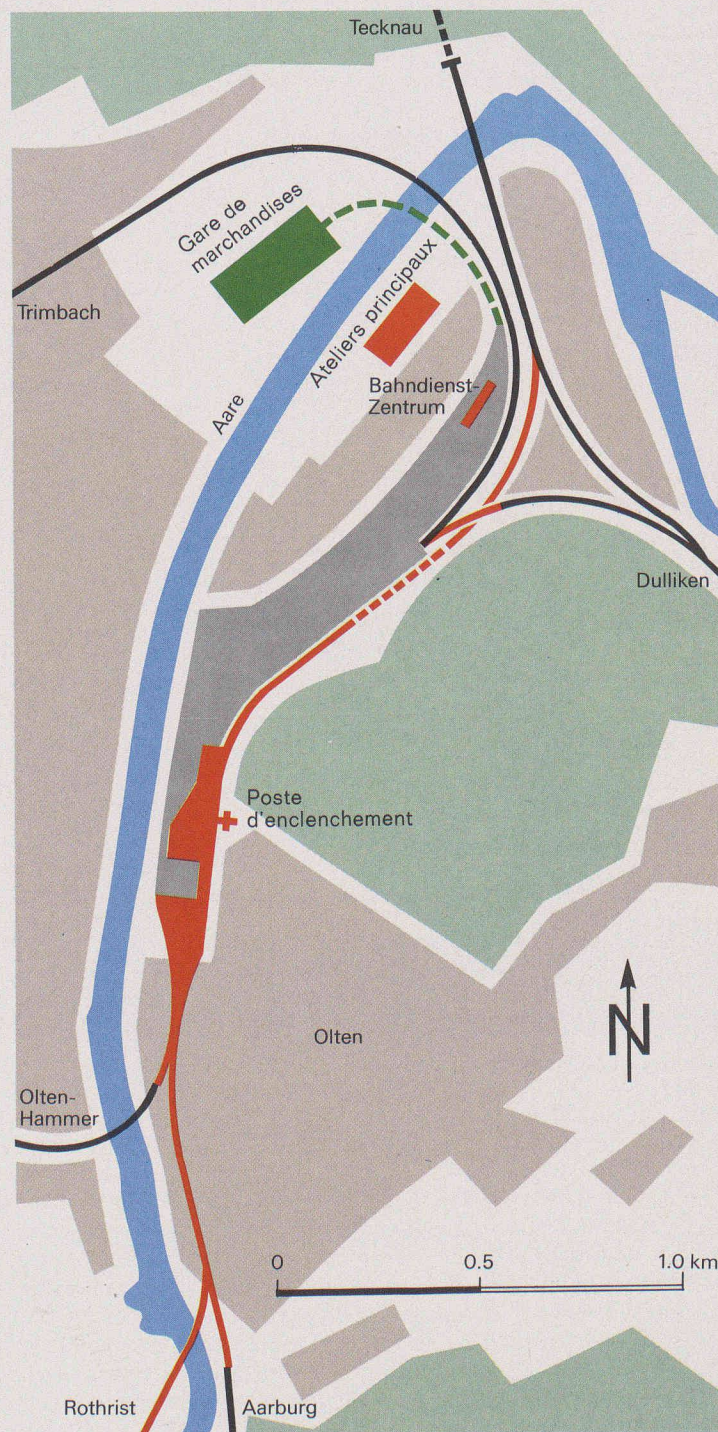 Tecknau
Gare de
marchandises
Trimbach
Ateliers principaux
Aare
Bahndienst-
Zentrum
Dulliken
Poste
d'enclenchement
N
Olten
Olten-
Hammer
0 0.5 1.0 km
Rothrist
Aarburg